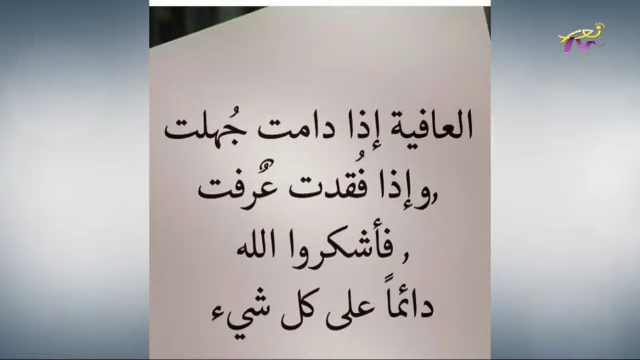 العافية إذا دامت جُهلت
,وإذا فُقدت عٌرفت
, فأشكروا الله
دائماً على كل شيء